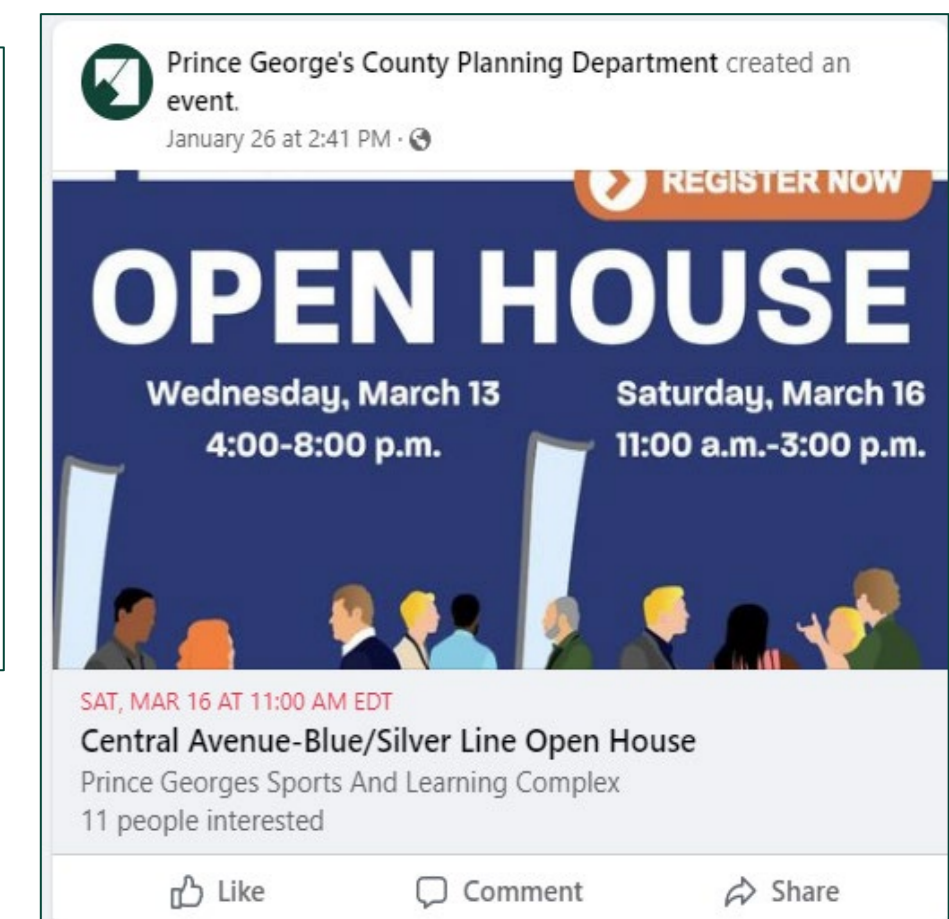 Prince George's County Planning Department created an
event.
January 26 at 2:41 PM ·
REGISTER NOW
OPEN HOUSE
Wednesday, March 13
4:00-8:00 p.m.
Saturday, March 16
11:00 a.m.-3:00 p.m.
SAT, MAR 16 AT 11:00 AM EDT
Central Avenue-Blue/Silver Line Open House
Prince Georges Sports And Learning Complex
11 people interested
Like
Comment
Share